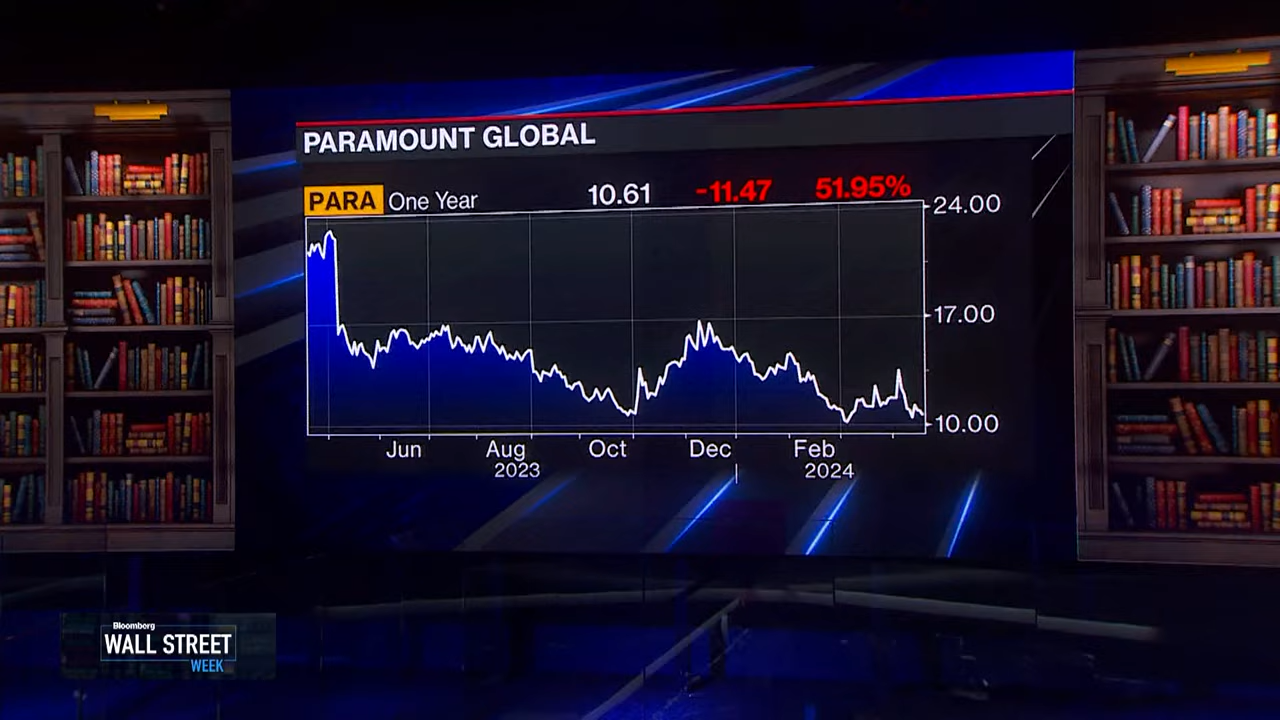 PARAMOUNT GLOBAL
PARA One Year 10.61 -11.47 51.95%
24.00
17.00
10.00
Jun Aug Oct Dec Feb
2023 2024
Bloomberg
WALL STREET
WEEK